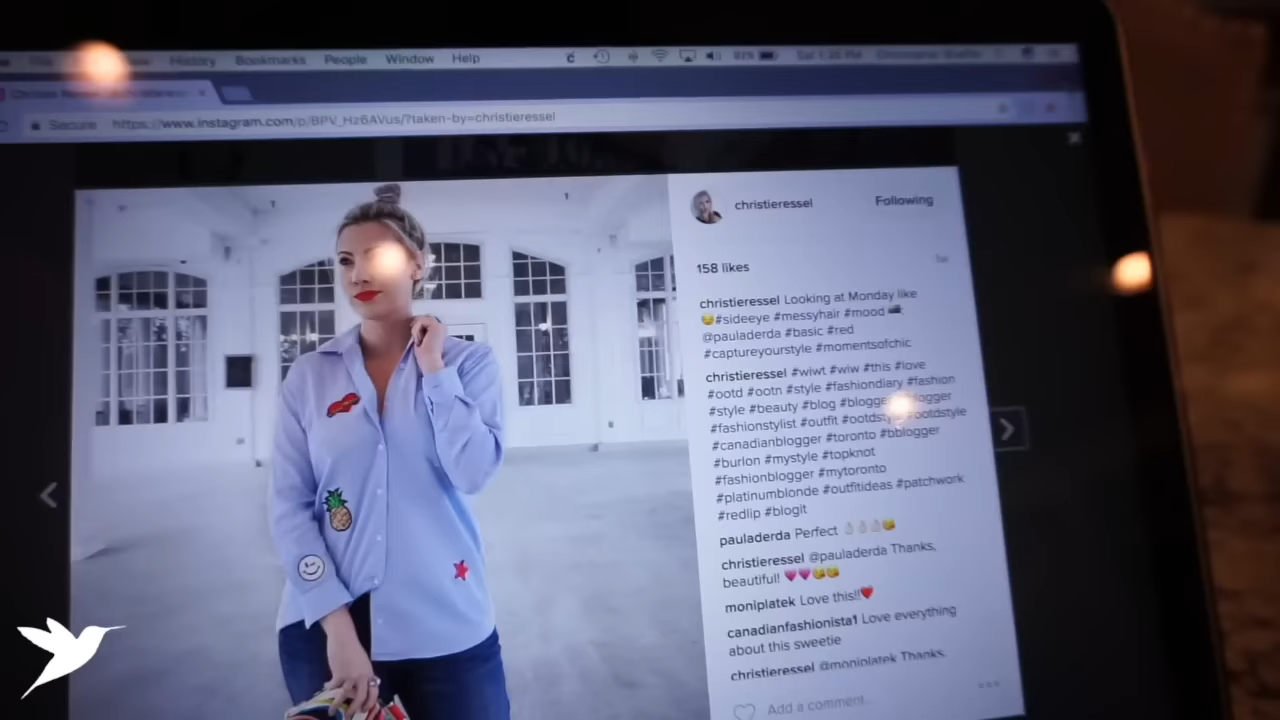 History Bookmarks People Window Help
Secure https://www.instagram.com/p/BPV_Hz6AVus/?taken-by=christieressel
christieressel Following
158 likes
christieressel Looking at Monday like
#sideeye #messyhair #mood
@pauladerda #basic #red
#captureyourstyle #momentsofchic
christieressel #wiwt #wiw #this #love
#ootd #ootn #style #fashiondiary #fashion
#style #beauty #blog
#fashionstylist #outfit #ootdstyle
#canadianblogger #toronto #bblogger
#burlon #mystyle #topknot
#fashionblogger #mytoronto
#platinumblonde #outfitideas #patchwork
#redlip #blogit
pauladerda Perfect 👌👌👌😘
christieressel @pauladerda Thanks,
beautiful! 💗💗😘😘
moniplatek Love this!!❤
canadianfashionista1 Love everything
about this sweetie
christieressel @moniplatek Thanks,
Add a comment...